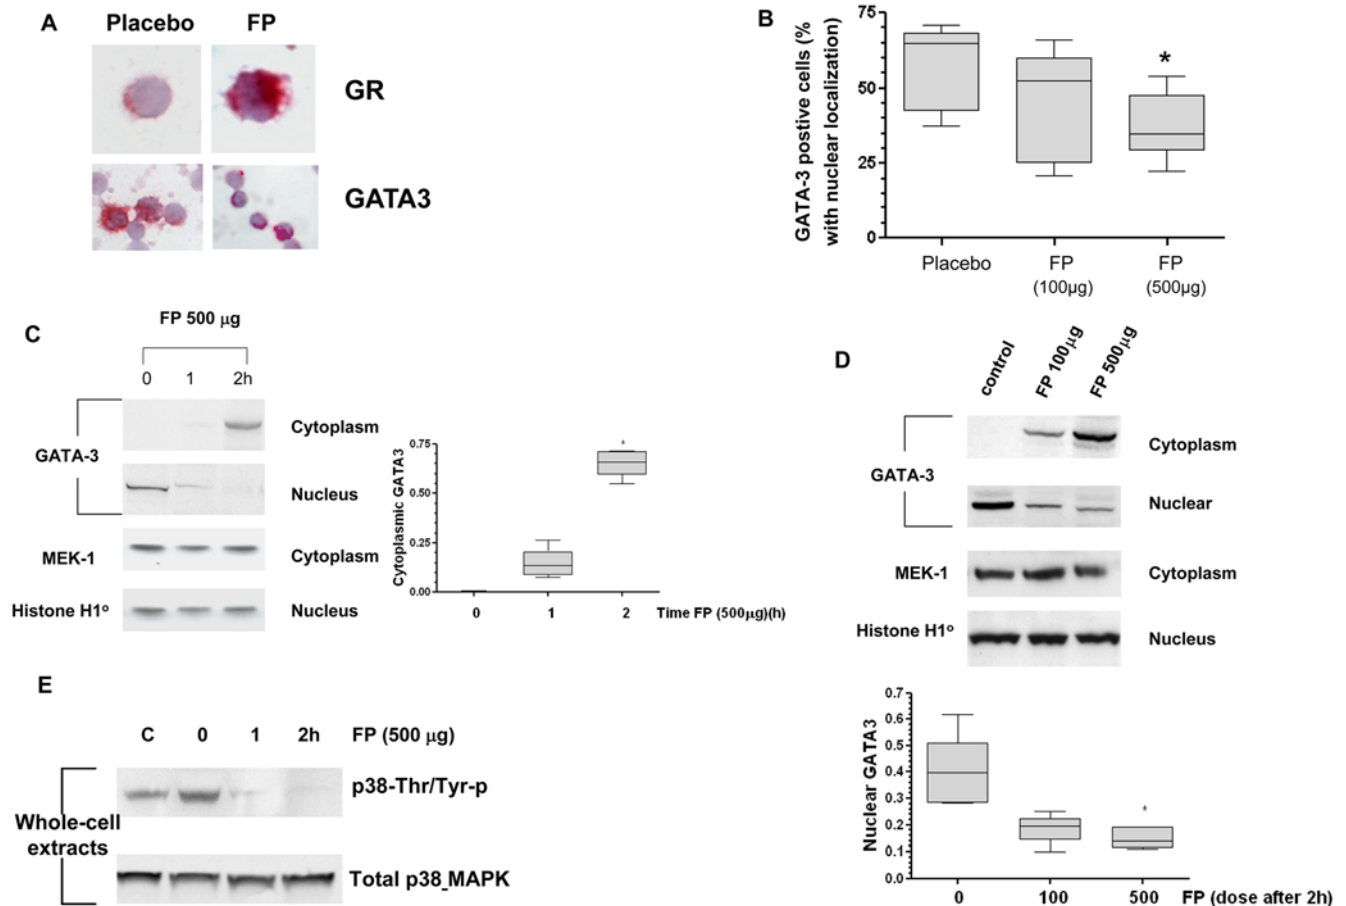 A
Placebo
FP
GR
GATA3
B
GATA-3 postive cells (%
with nuclear localization)
75
50
25
0
Placebo
FP
(100µg)
FP
(500µg)
*
C
FP 500 µg
0
1
2h
GATA-3
Cytoplasm
Nucleus
MEK-1
Cytoplasm
Histone H1º
Nucleus
Cytoplasmic GATA3
0.75
0.50
0.25
0.00
*
0
1
2
Time FP (500µg)(h)
D
control
FP 100µg
FP 500µg
GATA-3
Cytoplasm
Nuclear
MEK-1
Cytoplasm
Histone H1º
Nucleus
Nuclear GATA3
0.7
0.6
0.5
0.4
0.3
0.2
0.1
0.0
*
0
100
500
FP (dose after 2h)
E
C
0
1
2h
FP (500 µg)
p38-Thr/Tyr-p
Whole-cell
extracts
Total p38_MAPK